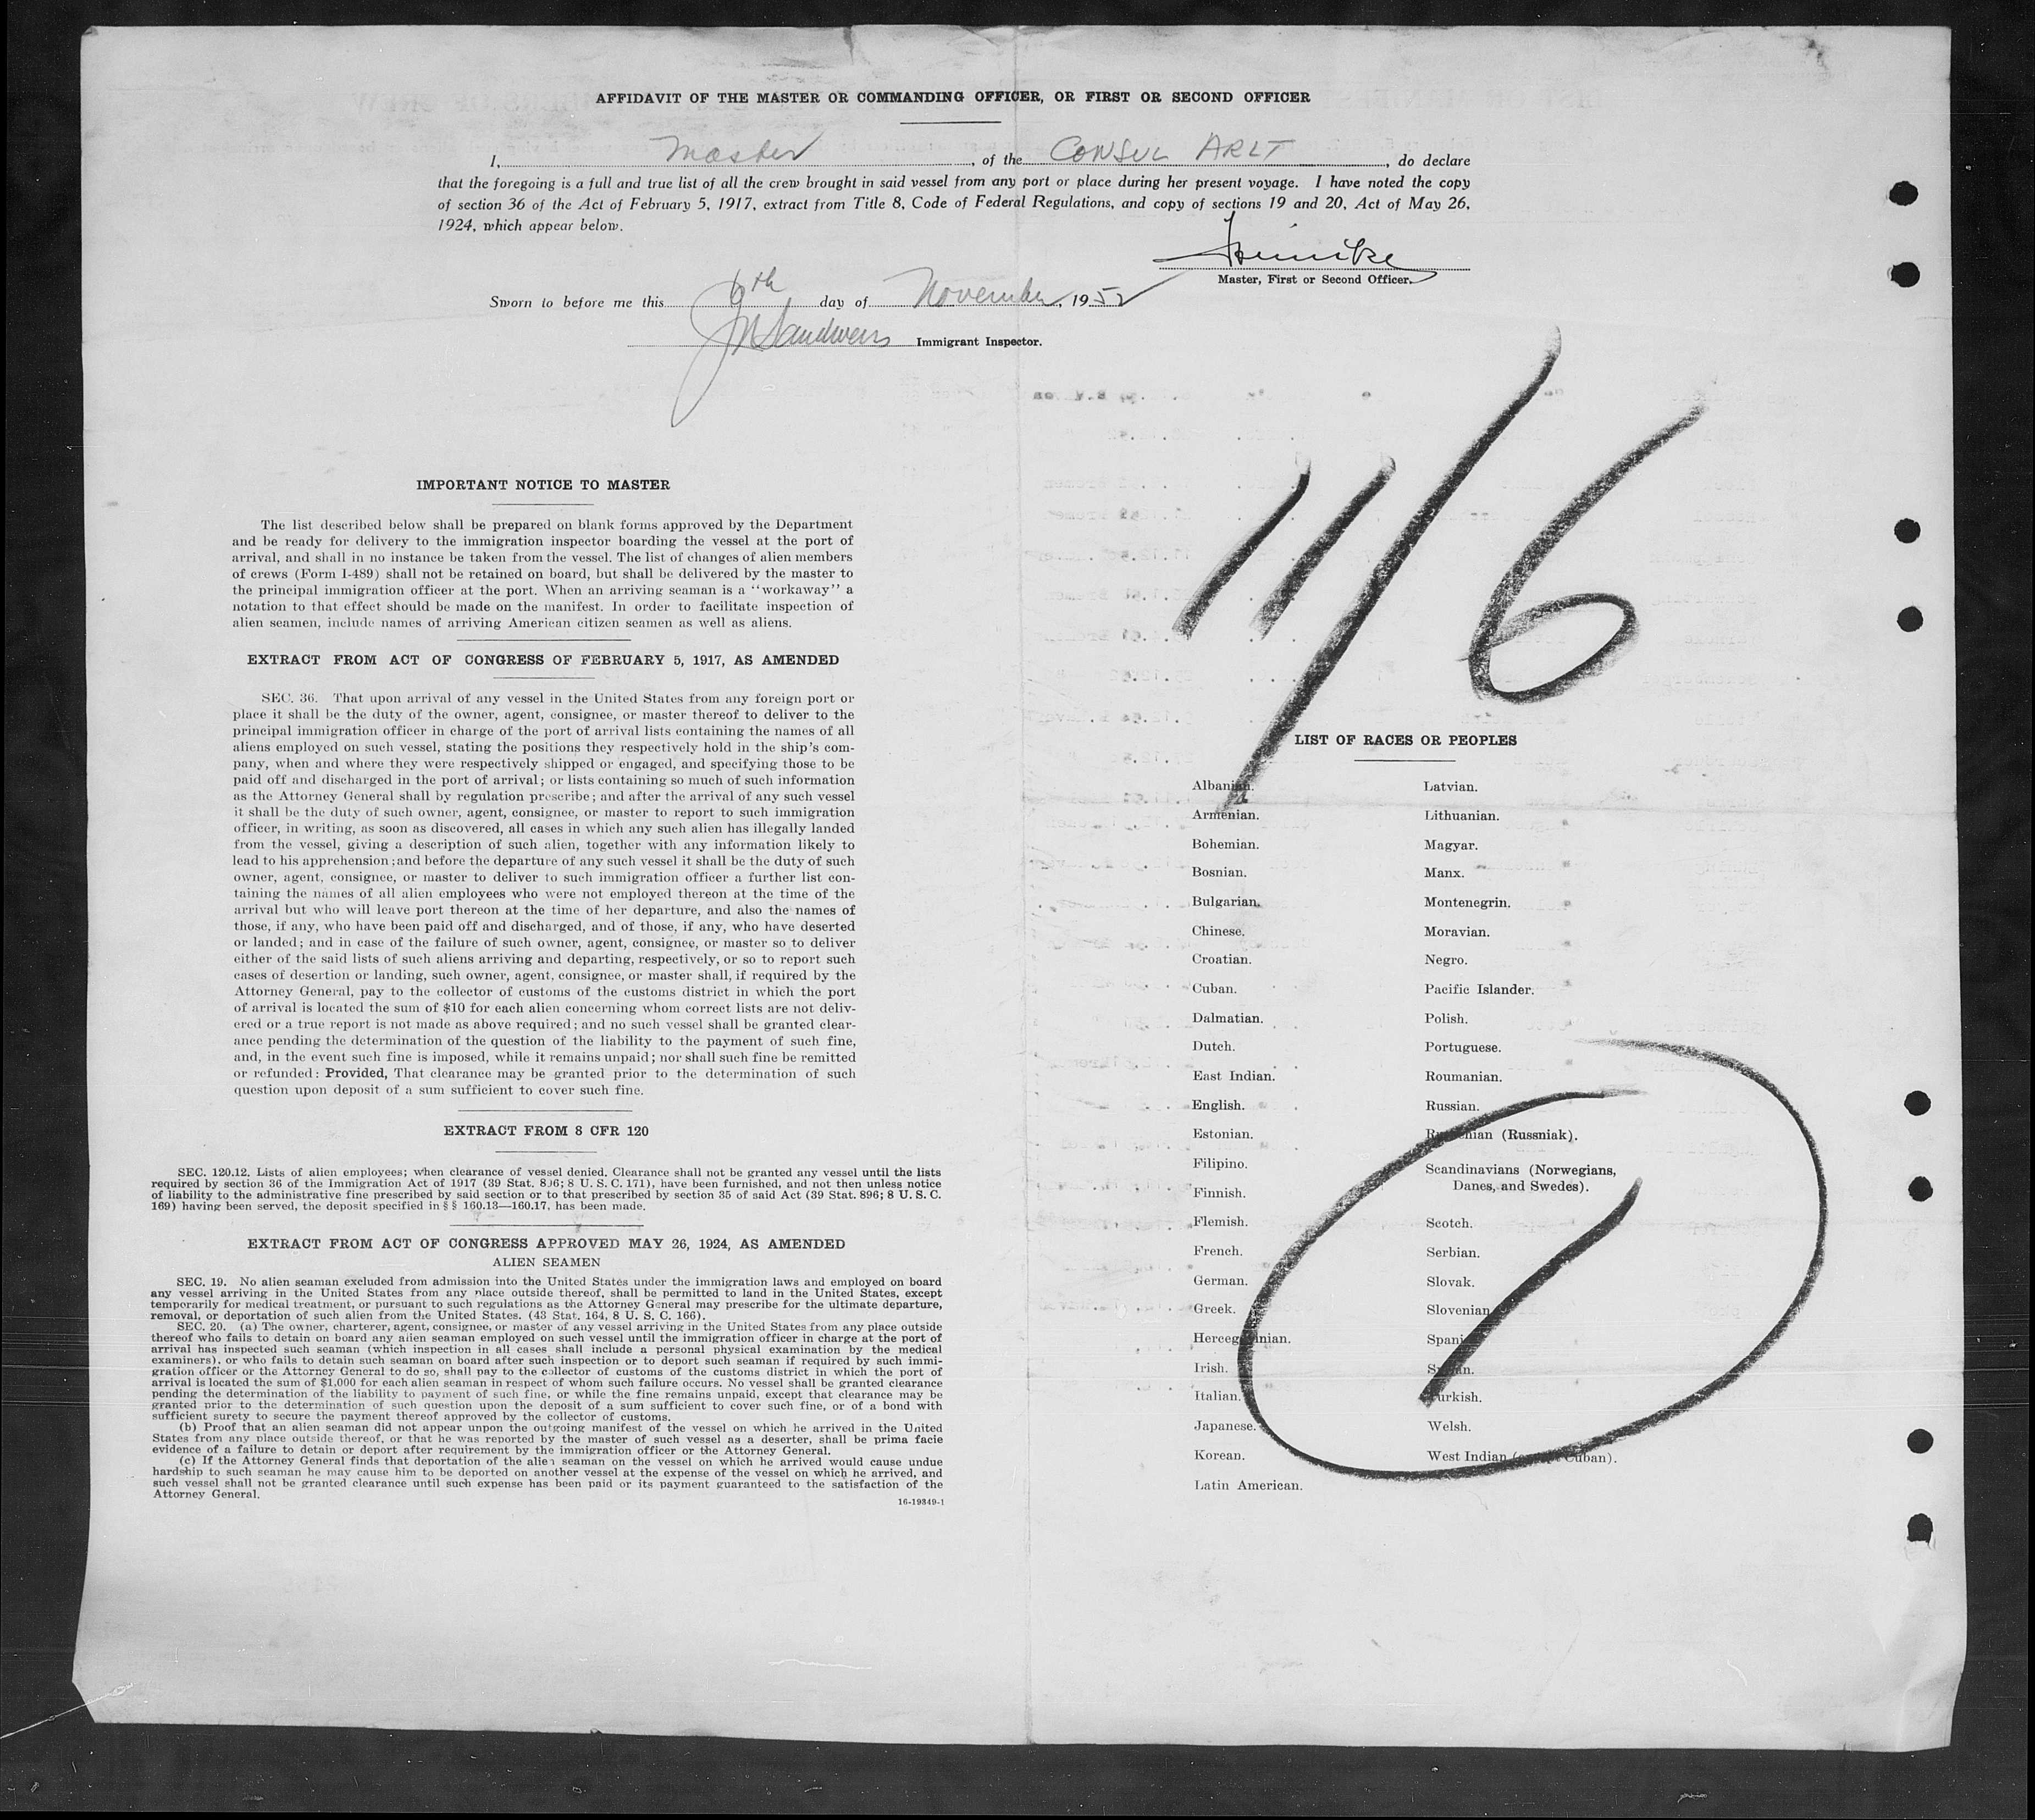 AFFIDAVIT OF THE MASTER OR COMMANDING OFFICER, OR FIRST OR SECOND OFFICER
I, Master, of the CONSUL ARLT, do declare
that the foregoing is a full and true list of all the crew brought in said vessel from any port or place during her present voyage. I have noted the copy
of section 36 of the Act of February 5, 1917, extract from Title 8, Code of Federal Regulations, and copy of sections 19 and 20, Act of May 26,
1924, which appear below.
Master, First or Second Officer.
Sworn to before me this 6th day of November, 1952
Immigrant Inspector.
11/6
IMPORTANT NOTICE TO MASTER
The list described below shall be prepared on blank forms approved by the Department
and be ready for delivery to the immigration inspector boarding the vessel at the port of
arrival, and shall in no instance be taken from the vessel. The list of changes of alien members
of crews (Form I-489) shall not be retained on board, but shall be delivered by the master to
the principal immigration officer at the port. When an arriving seaman is a "workaway" a
notation to that effect should be made on the manifest. In order to facilitate inspection of
alien seamen, include names of arriving American citizen seamen as well as aliens.
EXTRACT FROM ACT OF CONGRESS OF FEBRUARY 5, 1917, AS AMENDED
SEC. 36. That upon arrival of any vessel in the United States from any foreign port or
place it shall be the duty of the owner, agent, consignee, or master thereof to deliver to the
principal immigration officer in charge of the port of arrival lists containing the names of all
aliens employed on such vessel, stating the positions they respectively hold in the ship's com-
pany, when and where they were respectively shipped or engaged, and specifying those to be
paid off and discharged in the port of arrival; or lists containing so much of such information
as the Attorney General shall by regulation prescribe; and after the arrival of any such vessel
it shall be the duty of such owner, agent, consignee, or master to report to such immigration
officer, in writing, as soon as discovered, all cases in which any such alien has illegally landed
from the vessel, giving a description of such alien, together with any information likely to
lead to his apprehension; and before the departure of any such vessel it shall be the duty of such
owner, agent, consignee, or master to deliver to such immigration officer a further list con-
taining the names of all alien employees who were not employed thereon at the time of the
arrival but who will leave port thereon at the time of her departure, and also the names of
those, if any, who have been paid off and discharged, and of those, if any, who have deserted
or landed; and in case of the failure of such owner, agent, consignee, or master so to deliver
either of the said lists of such aliens arriving and departing, respectively, or so to report such
cases of desertion or landing, such owner, agent, consignee, or master shall, if required by the
Attorney General, pay to the collector of customs of the customs district in which the port
of arrival is located the sum of $10 for each alien concerning whom correct lists are not deliv-
ered or a true report is not made as above required; and no such vessel shall be granted clear-
ance pending the determination of the question of the liability to the payment of such fine,
and, in the event such fine is imposed, while it remains unpaid; nor shall such fine be remitted
or refunded: Provided, That clearance may be granted prior to the determination of such
question upon deposit of a sum sufficient to cover such fine.
EXTRACT FROM 8 CFR 120
SEC. 120.12. Lists of alien employees; when clearance of vessel denied. Clearance shall not be granted any vessel until the lists
required by section 36 of the Immigration Act of 1917 (39 Stat. 896; 8 U. S. C. 171), have been furnished, and not then unless notice
of liability to the administrative fine prescribed by said section or to that prescribed by section 35 of said Act (39 Stat. 896; 8 U. S. C.
169) having been served, the deposit specified in §§ 160.13—160.17, has been made.
EXTRACT FROM ACT OF CONGRESS APPROVED MAY 26, 1924, AS AMENDED
ALIEN SEAMEN
SEC. 19. No alien seaman excluded from admission into the United States under the immigration laws and employed on board
any vessel arriving in the United States from any place outside thereof, shall be permitted to land in the United States, except
temporarily for medical treatment, or pursuant to such regulations as the Attorney General may prescribe for the ultimate departure,
removal, or deportation of such alien from the United States. (43 Stat. 164, 8 U. S. C. 166).
SEC. 20. (a) The owner, charterer, agent, consignee, or master of any vessel arriving in the United States from any place outside
thereof who fails to detain on board any alien seaman employed on such vessel until the immigration officer in charge at the port of
arrival has inspected such seaman (which inspection in all cases shall include a personal physical examination by the medical
examiners), or who fails to detain such seaman on board after such inspection or to deport such seaman if required by such immi-
gration officer or the Attorney General to do so, shall pay to the collector of customs of the customs district in which the port of
arrival is located the sum of $1,000 for each alien seaman in respect of whom such failure occurs. No vessel shall be granted clearance
pending the determination of the liability to payment of such fine, or while the fine remains unpaid, except that clearance may be
granted prior to the determination of such question upon the deposit of a sum sufficient to cover such fine, or of a bond with
sufficient surety to secure the payment thereof approved by the collector of customs.
(b) Proof that an alien seaman did not appear unpon the outgoing manifest of the vessel on which he arrived in the United
States from any place outside thereof, or that he was reported by the master of such vessel as a deserter, shall be prima facie
evidence of a failure to detain or deport after requirement by the immigration officer or the Attorney General.
(c) If the Attorney General finds that deportation of the alien seaman on the vessel on which he arrived would cause undue
hardship to such seaman he may cause him to be deported on another vessel at the expense of the vessel on which he arrived, and
such vessel shall not be granted clearance until such expense has been paid or its payment guaranteed to the satisfaction of the
Attorney General.
16-19849-1
LIST OF RACES OR PEOPLES
Albanian.
Armenian.
Bohemian.
Bosnian.
Bulgarian.
Chinese.
Croatian.
Cuban.
Dalmatian.
Dutch.
East Indian.
English.
Estonian.
Filipino.
Finnish.
Flemish.
French.
German.
Greek.
Hercegovinian.
Irish.
Italian.
Japanese.
Korean.
Latin American.
Latvian.
Lithuanian.
Magyar.
Manx.
Montenegrin.
Moravian.
Negro.
Pacific Islander.
Polish.
Portuguese.
Roumanian.
Russian.
Ruthenian (Russniak).
Scandinavians (Norwegians,
Danes, and Swedes).
Scotch.
Serbian.
Slovak.
Slovenian.
Spanish.
Syrian.
Turkish.
Welsh.
West Indian (except Cuban).
1